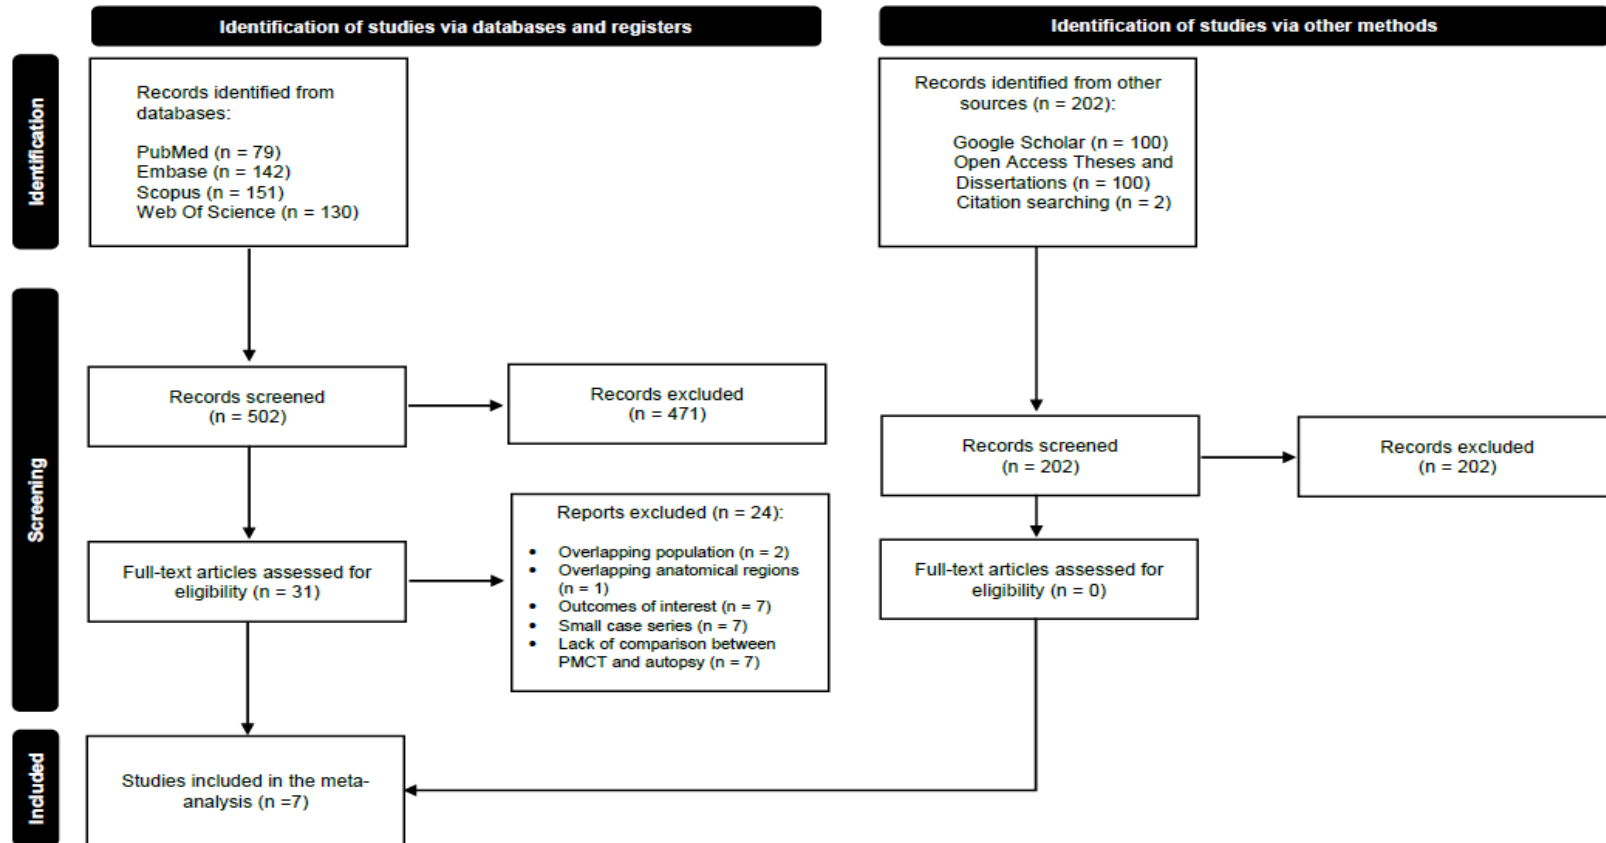 Identification of studies via databases and registers
Identification of studies via other methods
Identification
Records identified from
databases:
PubMed (n = 79)
Embase (n = 142)
Scopus (n = 151)
Web Of Science (n = 130)
Records identified from other
sources (n = 202):
Google Scholar (n = 100)
Open Access Theses and
Dissertations (n = 100)
Citation searching (n = 2)
Screening
Records screened
(n = 502)
Records excluded
(n = 471)
Records screened
(n = 202)
Records excluded
(n = 202)
Full-text articles assessed for
eligibility (n = 31)
Reports excluded (n = 24):
• Overlapping population (n = 2)
• Overlapping anatomical regions
(n = 1)
• Outcomes of interest (n = 7)
• Small case series (n = 7)
• Lack of comparison between
PMCT and autopsy (n = 7)
Full-text articles assessed for
eligibility (n = 0)
Included
Studies included in the meta-
analysis (n =7)